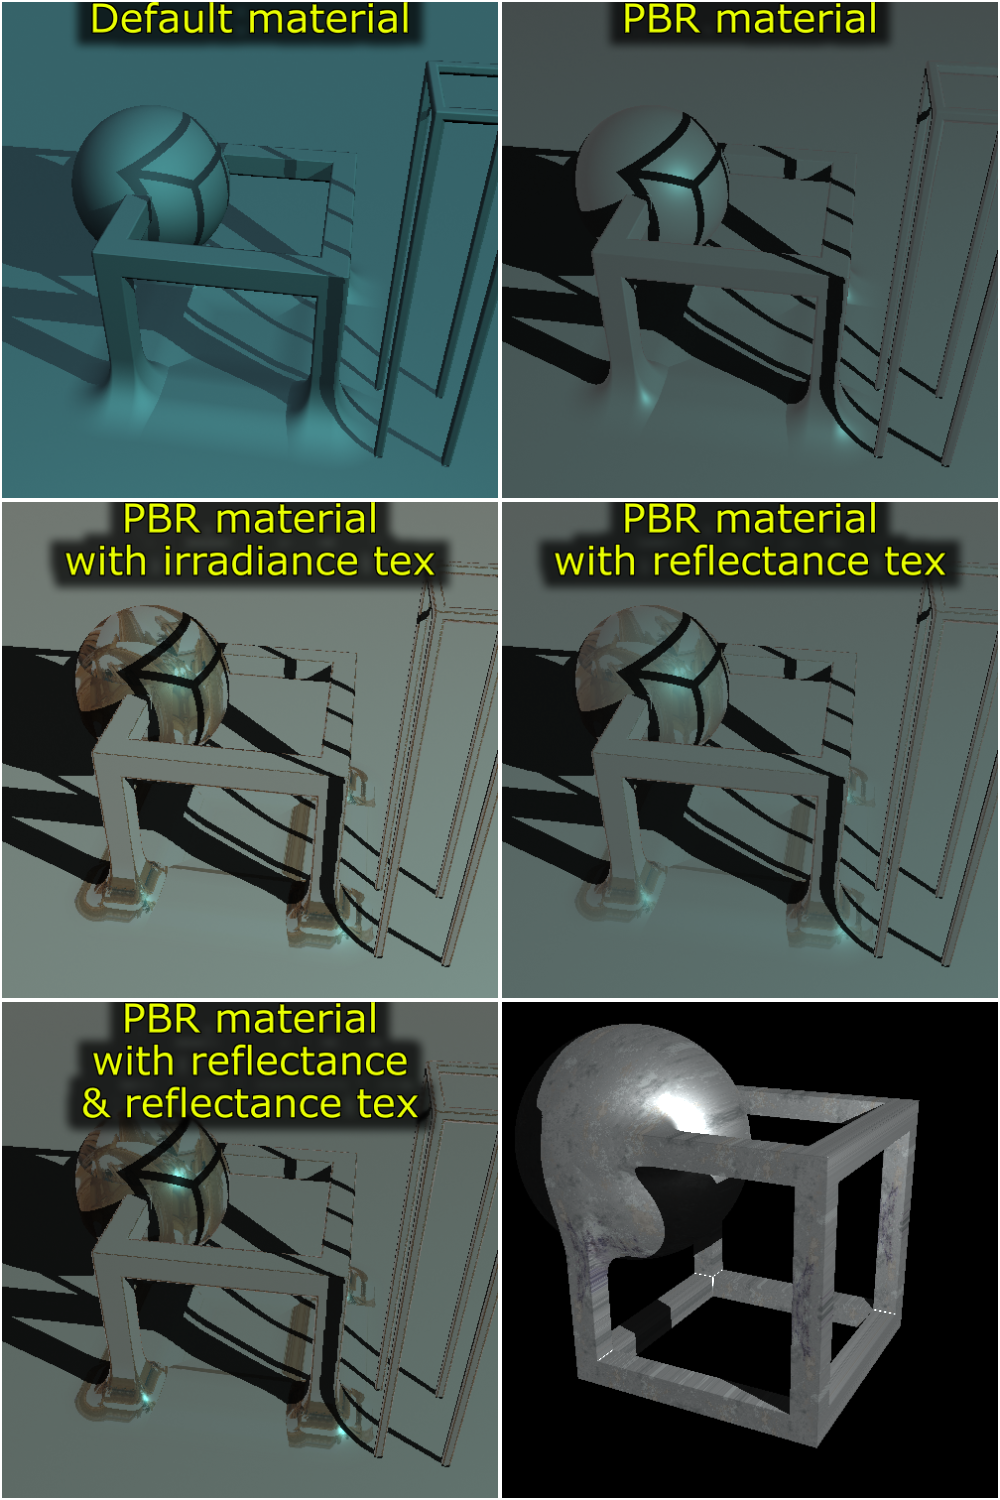 Default material
PBR material
PBR material
with irradiance tex
PBR material
with reflectance tex
PBR material
with reflectance
& reflectance tex